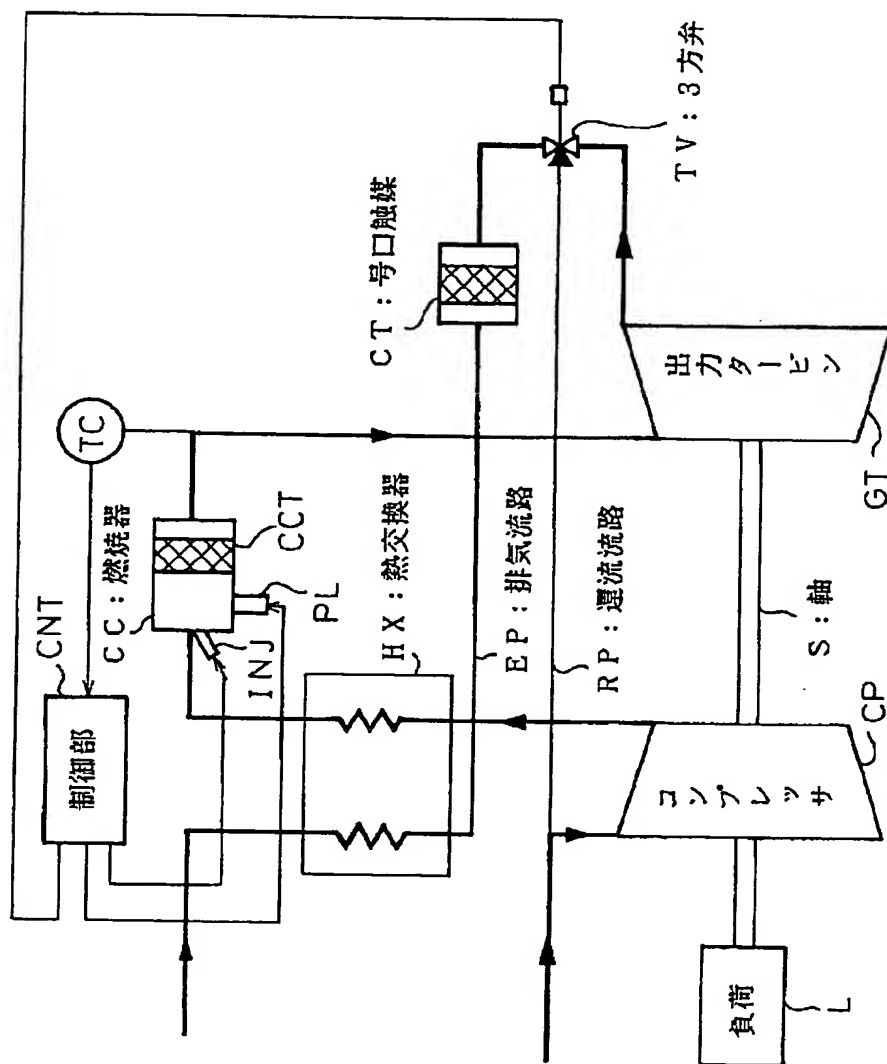 制御部
CNT
TC
CC:燃焼器
CCT
INJ
PL
HX:熱交換器
CT:号口触媒
TV:3方弁
EP:排気流路
RP:還流流路
出力タービン
GT
S:軸
コンプレッサ
CP
負荷
L